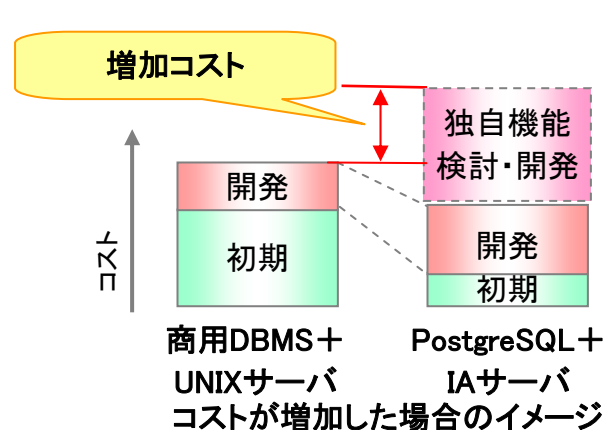 増加コスト
独自機能
検討・開発
開発
初期
開発
初期
コスト
商用DBMS＋
UNIXサーバ
PostgreSQL＋
IAサーバ
コストが増加した場合のイメージ